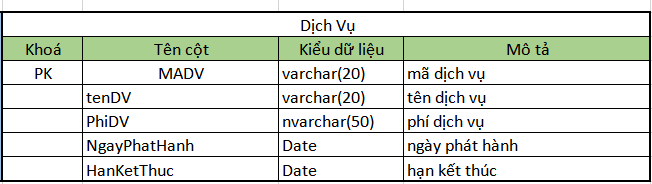 Dịch Vụ
Khoá Tên cột Kiểu dữ liệu Mô tả
PK MADV varchar(20) mã dịch vụ
tenDV varchar(20) tên dịch vụ
PhiDV nvarchar(50) phí dịch vụ
NgayPhatHanh Date ngày phát hành
HanKetThuc Date hạn kết thúc